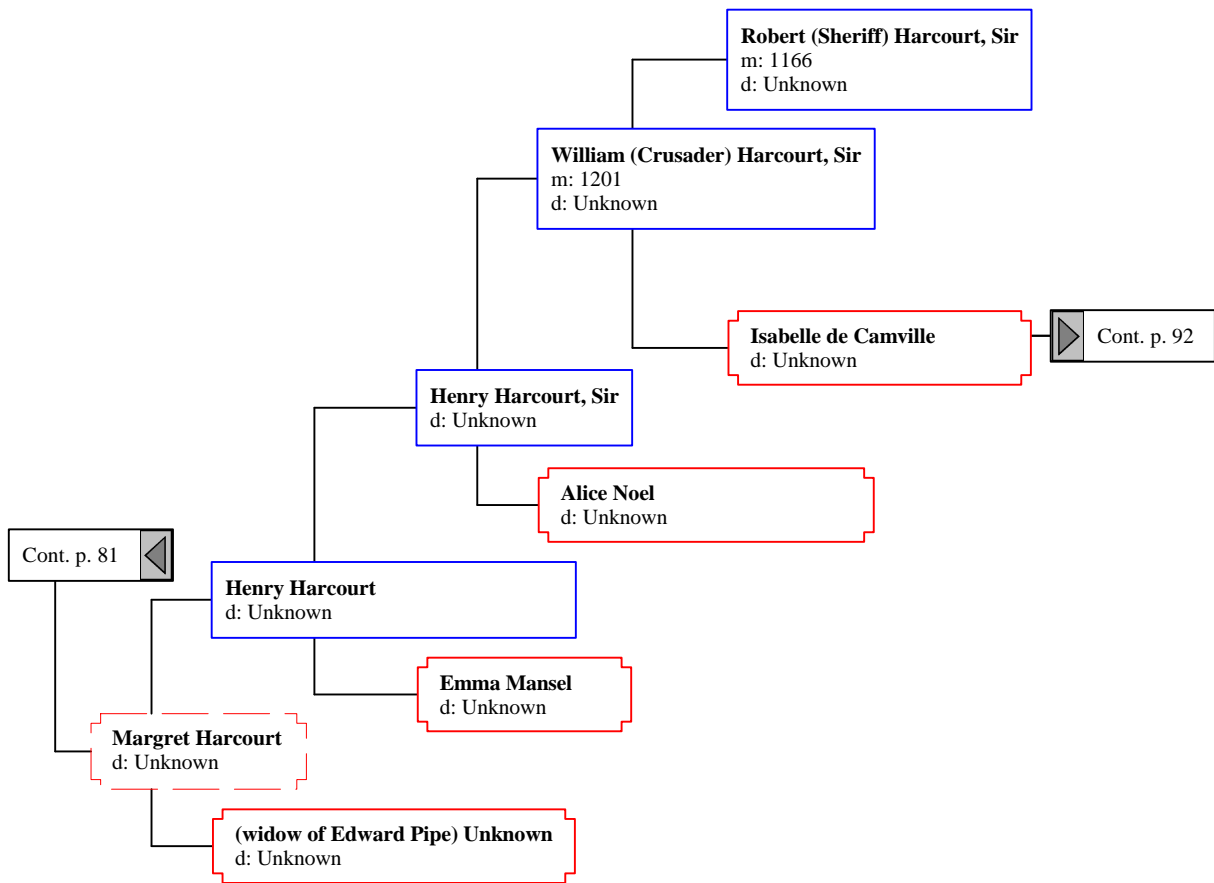 Robert (Sheriff) Harcourt, Sir
m: 1166
d: Unknown
William (Crusader) Harcourt, Sir
m: 1201
d: Unknown
Isabelle de Camville
d: Unknown
Cont. p. 92
Henry Harcourt, Sir
d: Unknown
Alice Noel
d: Unknown
Cont. p. 81
Henry Harcourt
d: Unknown
Emma Mansel
d: Unknown
Margret Harcourt
d: Unknown
(widow of Edward Pipe) Unknown
d: Unknown